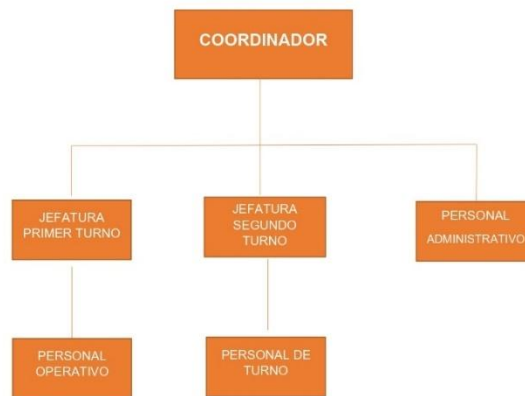 COORDINADOR
JEFATURA
PRIMER TURNO
JEFATURA
SEGUNDO
TURNO
PERSONAL
ADMINISTRATIVO
PERSONAL
OPERATIVO
PERSONAL DE
TURNO